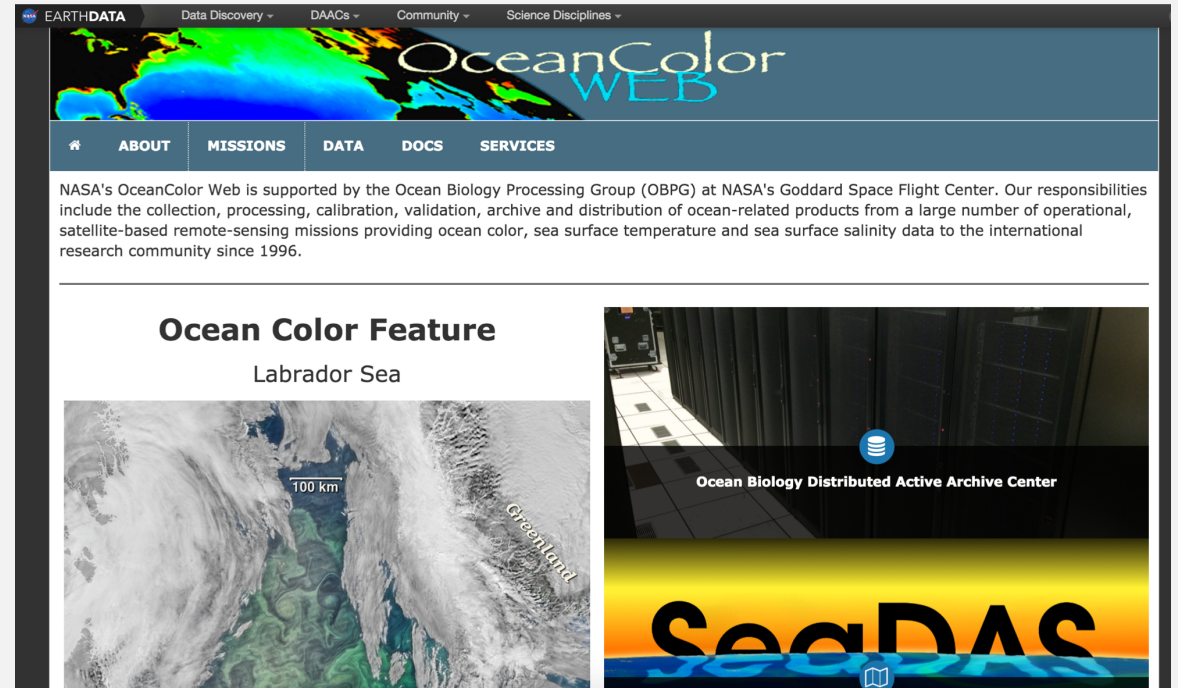 NASA
EARTHDATA
Data Discovery
DAACs
Community
Science Disciplines
OceanColor
WEB
ABOUT
MISSIONS
DATA
DOCS
SERVICES
NASA's OceanColor Web is supported by the Ocean Biology Processing Group (OBPG) at NASA's Goddard Space Flight Center. Our responsibilities
include the collection, processing, calibration, validation, archive and distribution of ocean-related products from a large number of operational,
satellite-based remote-sensing missions providing ocean color, sea surface temperature and sea surface salinity data to the international
research community since 1996.
Ocean Color Feature
Labrador Sea
100 km
Greenland
Ocean Biology Distributed Active Archive Center
SeaDAS